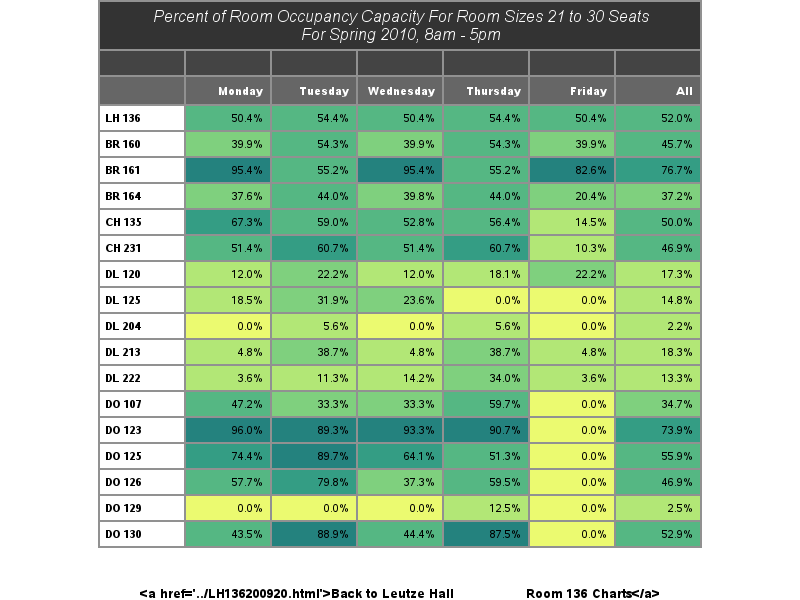 Percent of Room Occupancy Capacity For Room Sizes 21 to 30 Seats
For Spring 2010, 8am - 5pm
Monday Tuesday Wednesday Thursday Friday All
LH 136 50.4% 54.4% 50.4% 54.4% 50.4% 52.0%
BR 160 39.9% 54.3% 39.9% 54.3% 39.9% 45.7%
BR 161 95.4% 55.2% 95.4% 55.2% 82.6% 76.7%
BR 164 37.6% 44.0% 39.8% 44.0% 20.4% 37.2%
CH 135 67.3% 59.0% 52.8% 56.4% 14.5% 50.0%
CH 231 51.4% 60.7% 51.4% 60.7% 10.3% 46.9%
DL 120 12.0% 22.2% 12.0% 18.1% 22.2% 17.3%
DL 125 18.5% 31.9% 23.6% 0.0% 0.0% 14.8%
DL 204 0.0% 5.6% 0.0% 5.6% 0.0% 2.2%
DL 213 4.8% 38.7% 4.8% 38.7% 4.8% 18.3%
DL 222 3.6% 11.3% 14.2% 34.0% 3.6% 13.3%
DO 107 47.2% 33.3% 33.3% 59.7% 0.0% 34.7%
DO 123 96.0% 89.3% 93.3% 90.7% 0.0% 73.9%
DO 125 74.4% 89.7% 64.1% 51.3% 0.0% 55.9%
DO 126 57.7% 79.8% 37.3% 59.5% 0.0% 46.9%
DO 129 0.0% 0.0% 0.0% 12.5% 0.0% 2.5%
DO 130 43.5% 88.9% 44.4% 87.5% 0.0% 52.9%
<a href='../LH136200920.html'>Back to Leutze Hall Room 136 Charts</a>